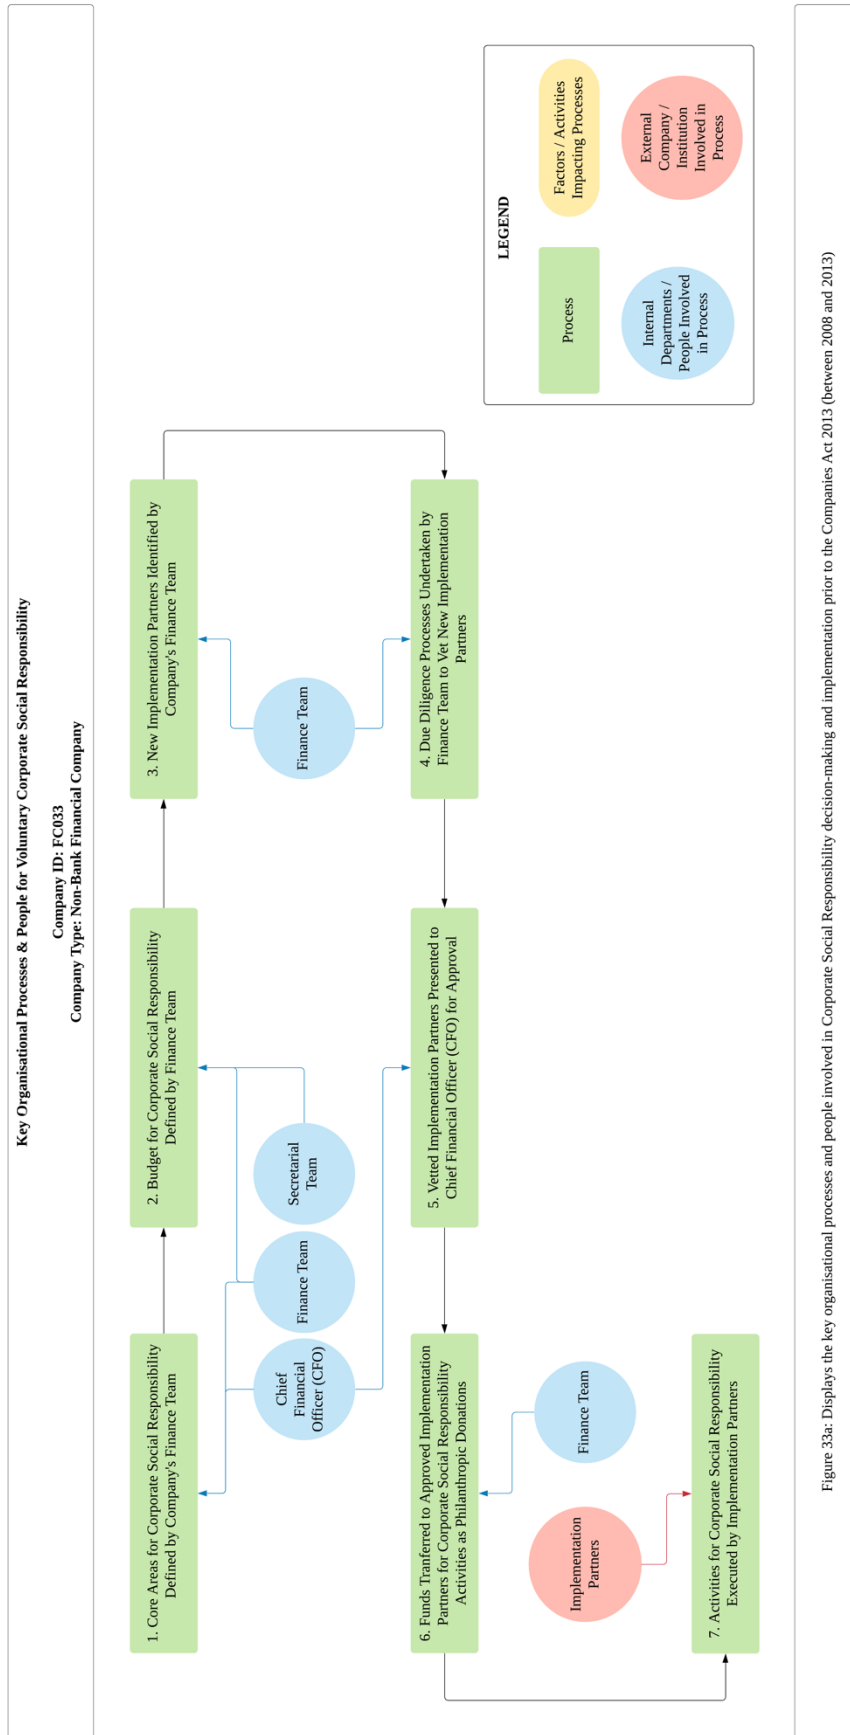 Key Organisational Processes & People for Voluntary Corporate Social Responsibility
Company ID: FC033
Company Type: Non-Bank Financial Company
1. Core Areas for Corporate Social Responsibility
Defined by Company's Finance Team
2. Budget for Corporate Social Responsibility
Defined by Finance Team
3. New Implementation Partners Identified by
Company's Finance Team
Chief
Financial
Officer (CFO)
Finance Team
Secretarial
Team
Finance Team
6. Funds Tranferred to Approved Implementation
Partners for Corporate Social Responsibility
Activities as Philanthropic Donations
5. Vetted Implementation Partners Presented to
Chief Financial Officer (CFO) for Approval
4. Due Diligence Processes Undertaken by
Finance Team to Vet New Implementation
Partners
Implementation
Partners
Finance Team
7. Activities for Corporate Social Responsibility
Executed by Implementation Partners
LEGEND
Process
Factors / Activities
Impacting Processes
Internal
Departments /
People Involved
in Process
External
Company /
Institution
Involved in
Process
Figure 33a: Displays the key organisational processes and people involved in Corporate Social Responsibility decision-making and implementation prior to the Companies Act 2013 (between 2008 and 2013)